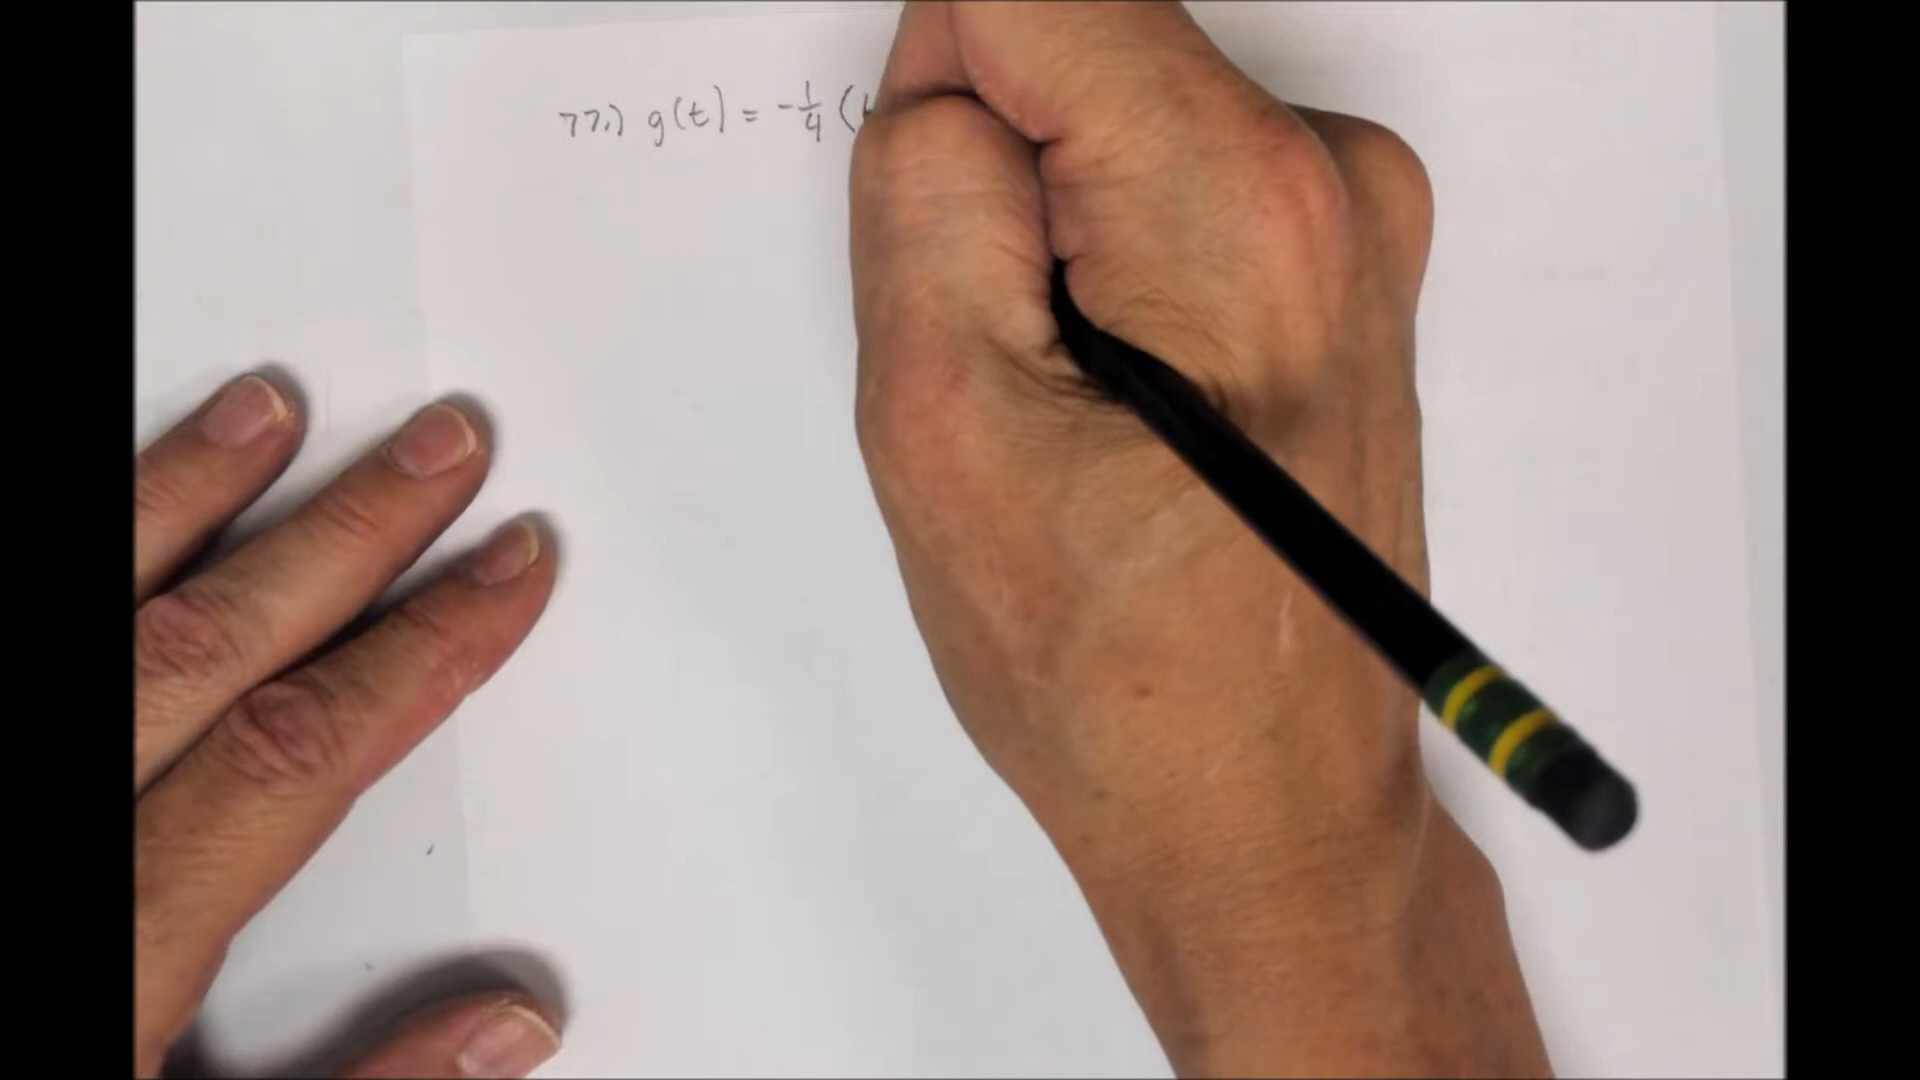 77.) g(t) = -1/4 (t